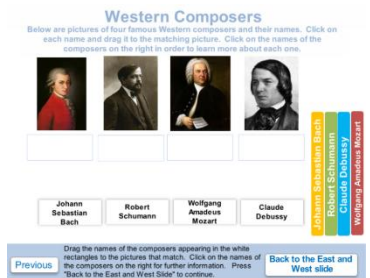 Western Composers
Below are pictures of four famous Western composers and their names. Click on
each name and drag it to the matching picture. Click on the names of the
composers on the right in order to learn more about each one.
Johann
Sebastian
Bach
Robert
Schumann
Wolfgang
Amadeus
Mozart
Claude
Debussy
Johann Sebastian Bach
Robert Schumann
Claude Debussy
Wolfgang Amadeus Mozart
Previous
Drag the names of the composers appearing in the white
rectangles to the pictures that match. Click on the names of
the composers on the right for further information. Press
"Back to the East and West Slide" to continue.
Back to the East and
West slide